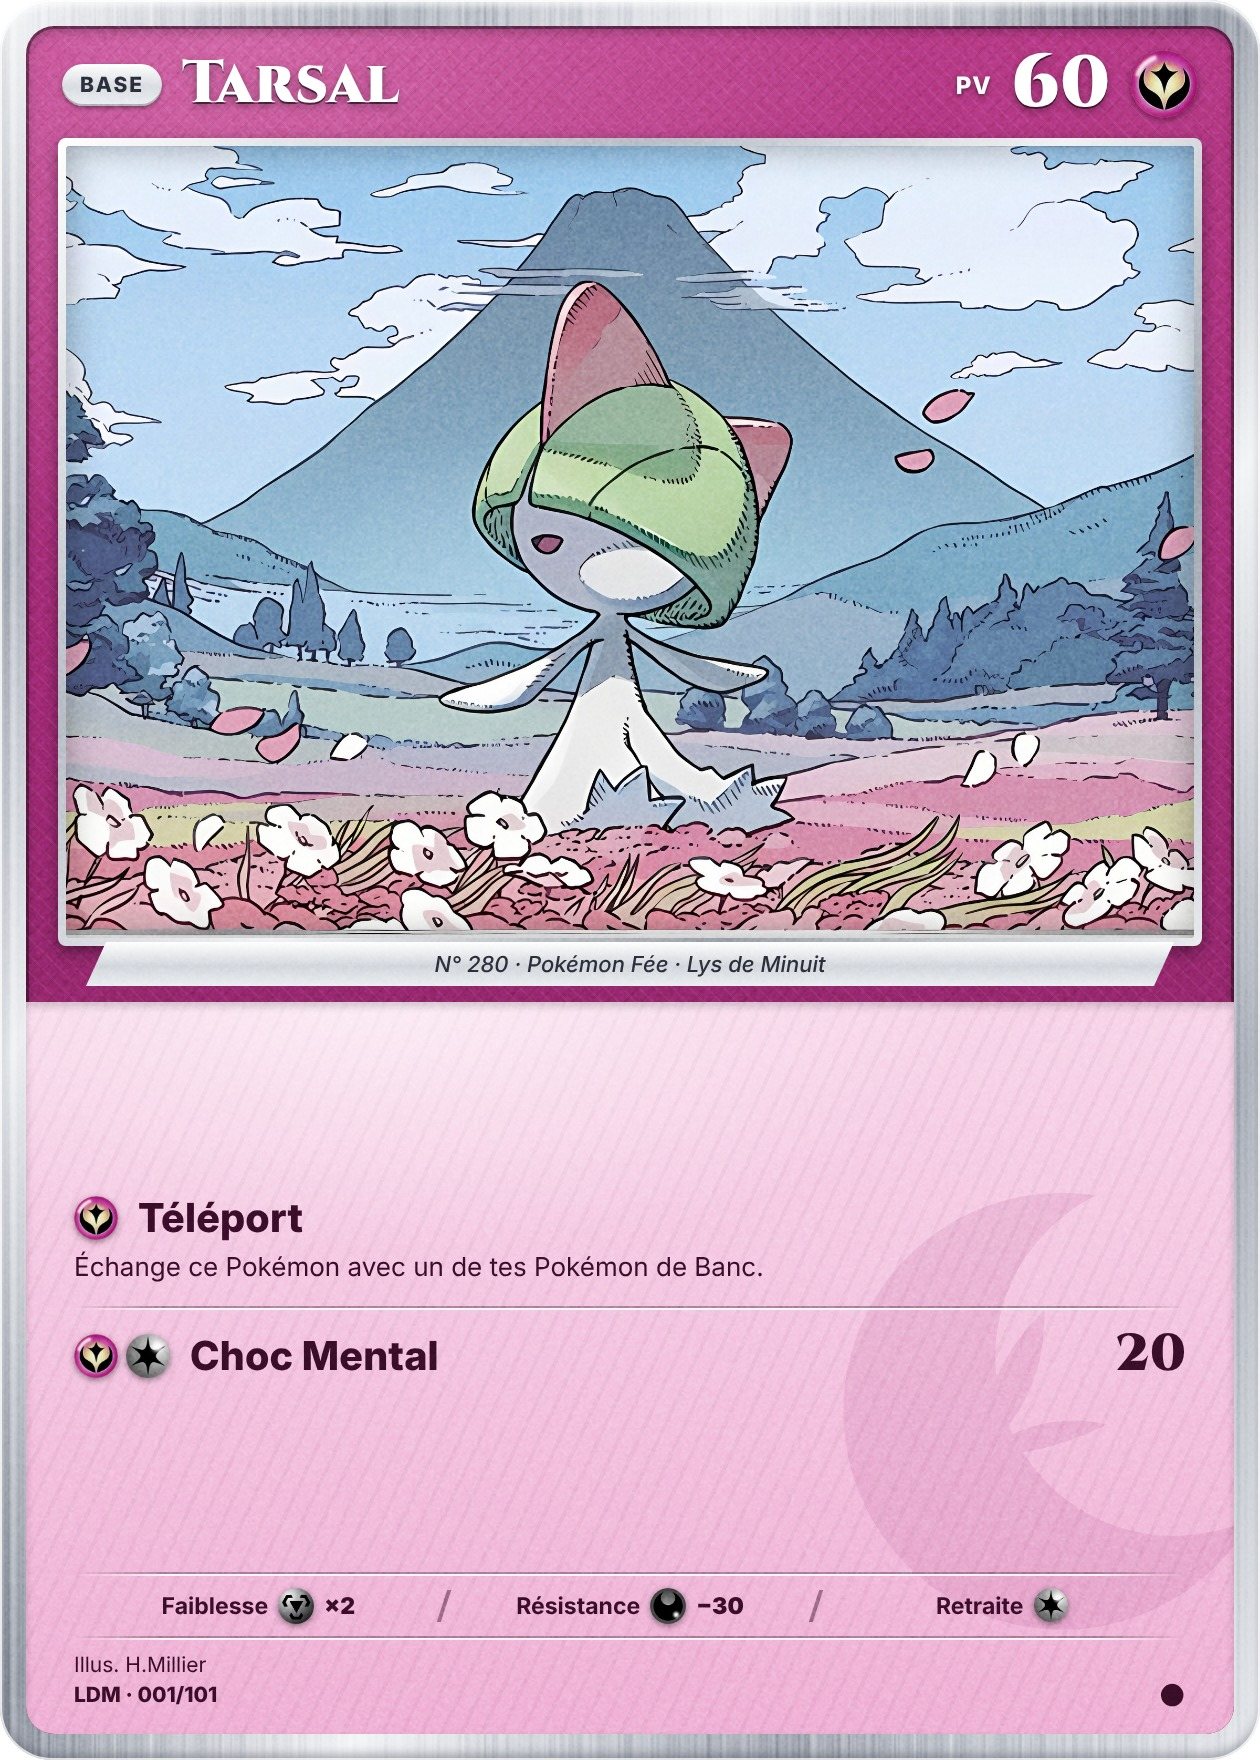 BASE TARSAL PV 60
N° 280 · Pokémon Fée · Lys de Minuit
Téléport
Échange ce Pokémon avec un de tes Pokémon de Banc.
Choc Mental 20
Faiblesse ×2 / Résistance −30 / Retraite
Illus. H.Millier
LDM · 001/101